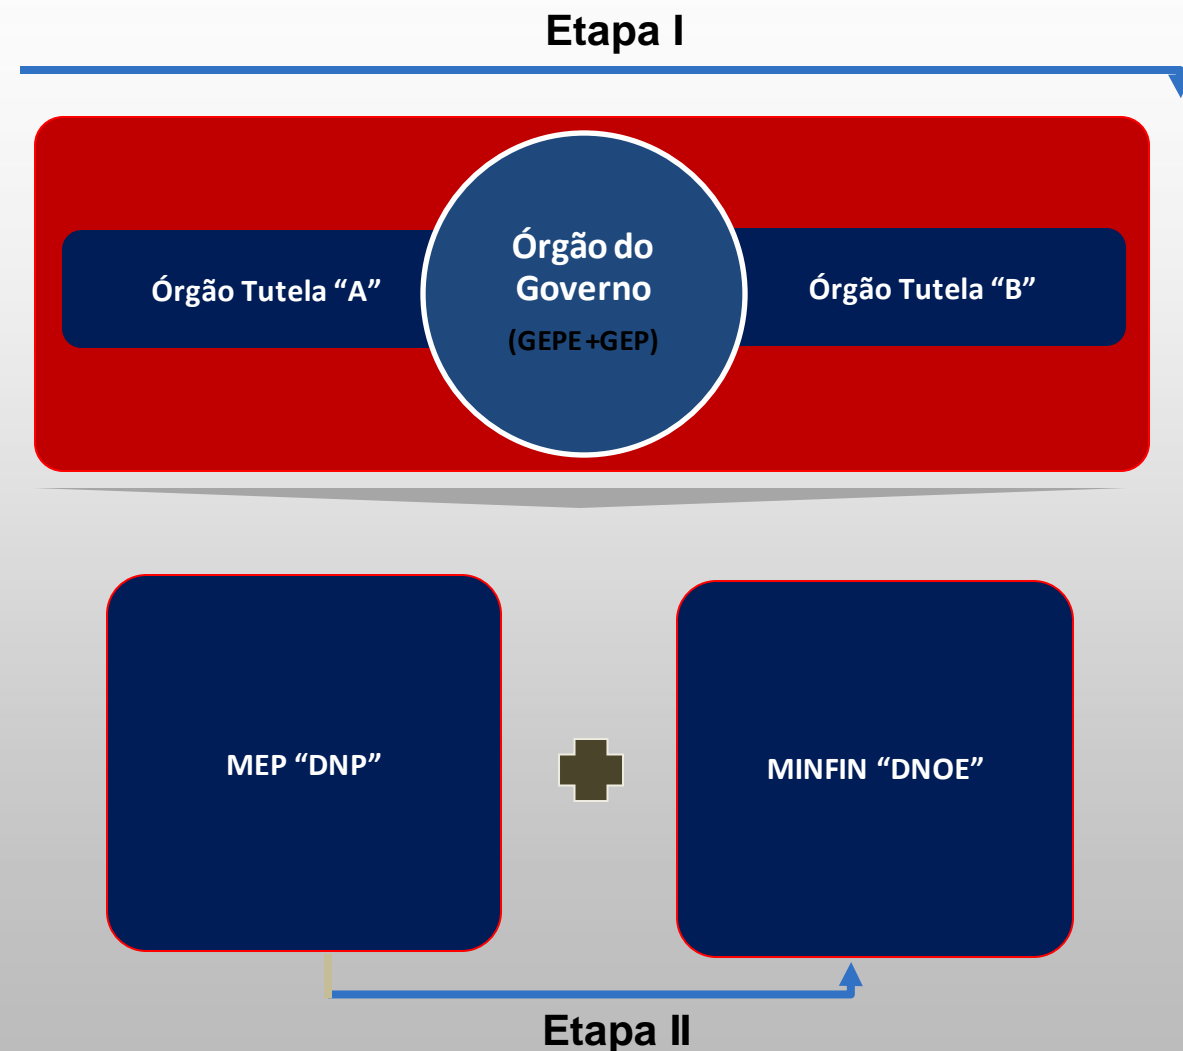 Etapa I
Órgão Tutela “A”
Órgão do
Governo
(GEPE+GEP)
Órgão Tutela “B”
MEP “DNP”
MINFIN “DNOE”
Etapa II